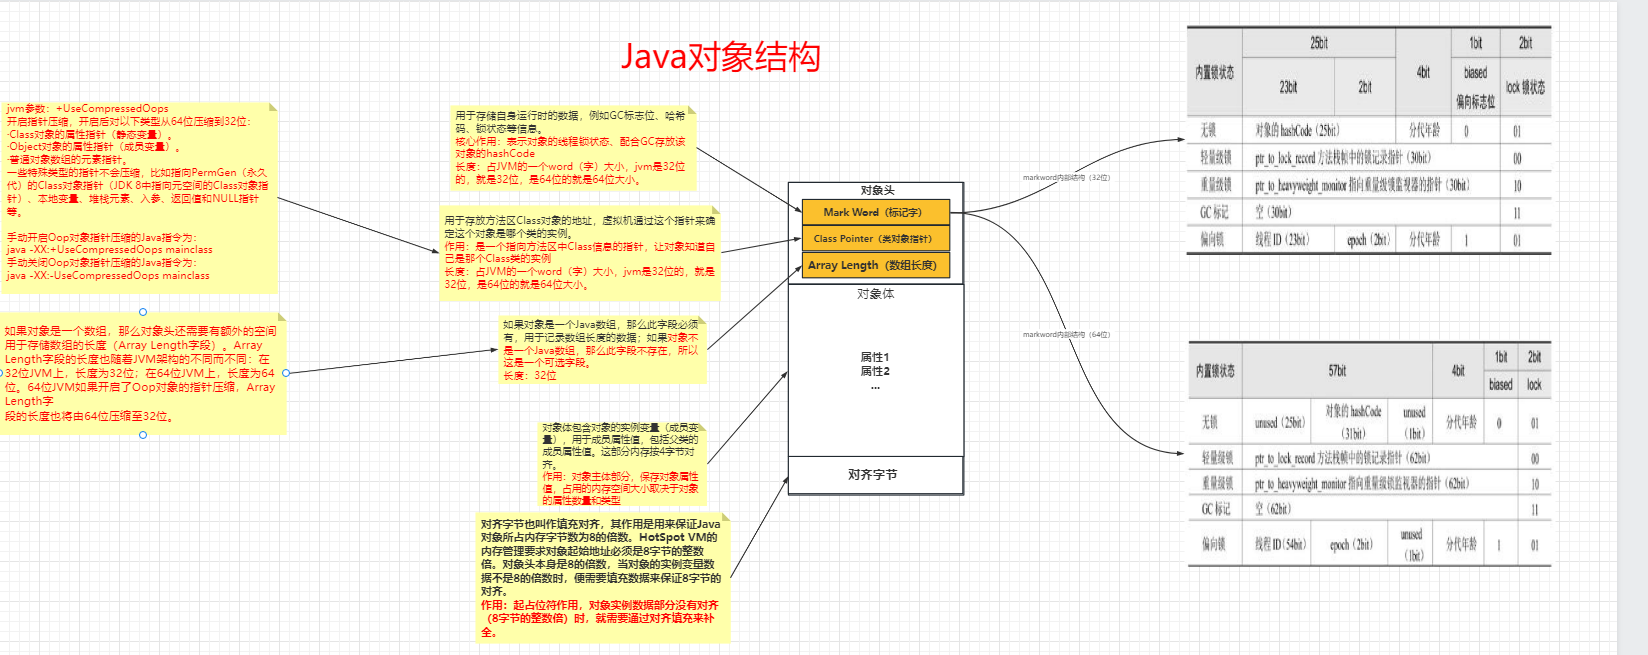 Java对象结构
jvm参数：+UseCompressedOops
开启指针压缩，开启后对以下类型从64位压缩到32位：
·Class对象的属性指针（静态变量）。
·Object对象的属性指针（成员变量）。
·普通对象数组的元素指针。
一些特殊类型的指针不会压缩，比如指向PermGen（永久
代）的Class对象指针（JDK 8中指向元空间的Class对象指
针）、本地变量、堆栈元素、入参、返回值和NULL指针
等。
手动开启Oop对象指针压缩的Java指令为：
java -XX:+UseCompressedOops mainclass
手动关闭Oop对象指针压缩的Java指令为：
java -XX:-UseCompressedOops mainclass
如果对象是一个数组，那么对象头还需要有额外的空间
用于存储数组的长度（Array Length字段）。Array
Length字段的长度也随着JVM架构的不同而不同：在
32位JVM上，长度为32位；在64位JVM上，长度为64
位。64位JVM如果开启了Oop对象的指针压缩，Array
Length字
段的长度也将由64位压缩至32位。
用于存储自身运行时的数据，例如GC标志位、哈希
码、锁状态等信息。
核心作用：表示对象的线程锁状态、配合GC存放该
对象的hashCode
长度：占JVM的一个word（字）大小，jvm是32位
的，就是32位，是64位的就是64位大小。
用于存放方法区Class对象的地址，虚拟机通过这个指针来确
定这个对象是哪个类的实例。
作用：是一个指向方法区中Class信息的指针，让对象知道自
己是那个Class类的实例
长度：占JVM的一个word（字）大小，jvm是32位的，就是
32位，是64位的就是64位大小。
如果对象是一个Java数组，那么此字段必须
有，用于记录数组长度的数据；如果对象不
是一个Java数组，那么此字段不存在，所以
这是一个可选字段。
长度：32位
对象体包含对象的实例变量（成员变
量），用于成员属性值，包括父类的
成员属性值。这部分内存按4字节对
齐。
作用：对象主体部分，保存对象属性
值，占用的内存空间大小取决于对象
的属性数量和类型
对齐字节也叫作填充对齐，其作用是用来保证Java
对象所占内存字节数为8的倍数。HotSpot VM的
内存管理要求对象起始地址必须是8字节的整数
倍。对象头本身是8的倍数，当对象的实例变量数
据不是8的倍数时，便需要填充数据来保证8字节的
对齐。
作用：起占位符作用，对象实例数据部分没有对齐
（8字节的整数倍）时，就需要通过对齐填充来补
全。
对象头
Mark Word（标记字）
Class Pointer（类对象指针）
Array Length（数组长度）
对象体
属性1
属性2
...
对齐字节
markword内部结构（32位）
markword内部结构（64位）
内置锁状态 25bit 4bit 1bit 2bit
23bit 2bit biased lock 锁状态
偏向标志位
无锁 对象的 hashCode（25bit） 分代年龄 0 01
轻量级锁 ptr_to_lock_record 方法栈帧中的锁记录指针（30bit） 00
重量级锁 ptr_to_heavyweight_monitor 指向重量级锁监视器的指针（30bit） 10
GC 标记 空（30bit） 11
偏向锁 线程 ID（23bit） epoch（2bit） 分代年龄 1 01
内置锁状态 57bit 4bit 1bit 2bit
biased lock
无锁 unused（25bit） 对象的 hashCode（31bit） unused（1bit） 分代年龄 0 01
轻量级锁 ptr_to_lock_record 方法栈帧中的锁记录指针（62bit） 00
重量级锁 ptr_to_heavyweight_monitor 指向重量级锁监视器的指针（62bit） 10
GC 标记 空（62bit） 11
偏向锁 线程 ID（54bit） epoch（2bit） unused（1bit） 分代年龄 1 01